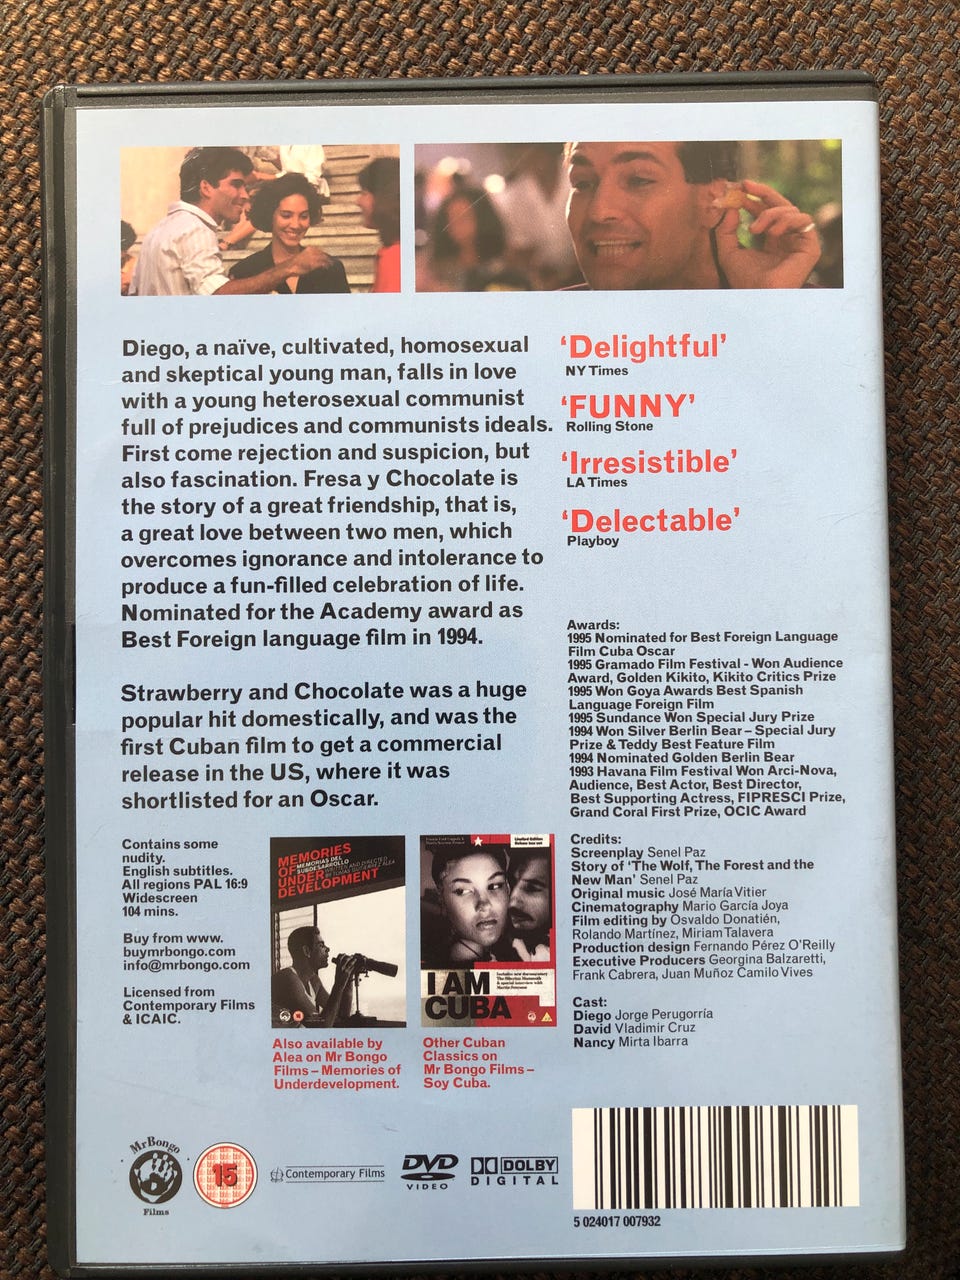 Diego, a naïve, cultivated, homosexual
and skeptical young man, falls in love
with a young heterosexual communist
full of prejudices and communists ideals.
First come rejection and suspicion, but
also fascination. Fresa y Chocolate is
the story of a great friendship, that is,
a great love between two men, which
overcomes ignorance and intolerance to
produce a fun-filled celebration of life.
Nominated for the Academy award as
Best Foreign language film in 1994.
Strawberry and Chocolate was a huge
popular hit domestically, and was the
first Cuban film to get a commercial
release in the US, where it was
shortlisted for an Oscar.
‘Delightful’
NY Times
‘FUNNY’
Rolling Stone
‘Irresistible’
LA Times
‘Delectable’
Playboy
Awards:
1995 Nominated for Best Foreign Language
Film Cuba Oscar
1995 Gramado Film Festival - Won Audience
Award, Golden Kikito, Kikito Critics Prize
1995 Won Goya Awards Best Spanish
Language Foreign Film
1995 Sundance Won Special Jury Prize
1994 Won Silver Berlin Bear – Special Jury
Prize & Teddy Best Feature Film
1994 Nominated Golden Berlin Bear
1993 Havana Film Festival Won Arci-Nova,
Audience, Best Actor, Best Director,
Best Supporting Actress, FIPRESCI Prize,
Grand Coral First Prize, OCIC Award
Credits:
Screenplay Senel Paz
Story of 'The Wolf, The Forest and the
New Man' Senel Paz
Original music José María Vitier
Cinematography Mario García Joya
Film editing by Osvaldo Donatién,
Rolando Martínez, Miriam Talavera
Production design Fernando Pérez O'Reilly
Executive Producers Georgina Balzaretti,
Frank Cabrera, Juan Muñoz Camilo Vives
Cast:
Diego Jorge Perugorría
David Vladimir Cruz
Nancy Mirta Ibarra
Contains some
nudity.
English subtitles.
All regions PAL 16:9
Widescreen
104 mins.
Buy from www.
buymrbongo.com
info@mrbongo.com
Licensed from
Contemporary Films
& ICAIC.
MEMORIES
OF MEMORIAS DEL
SUBDESARROLLO
UNDER
DEVELOPMENT
15
Limited Edition
Deluxe box set
I AM
CUBA
Also available by
Alea on Mr Bongo
Films – Memories of
Underdevelopment.
Other Cuban
Classics on
Mr Bongo Films –
Soy Cuba.
Mr Bongo
Films
15
Contemporary Films
DVD
VIDEO
DOLBY
DIGITAL
5 024017 007932